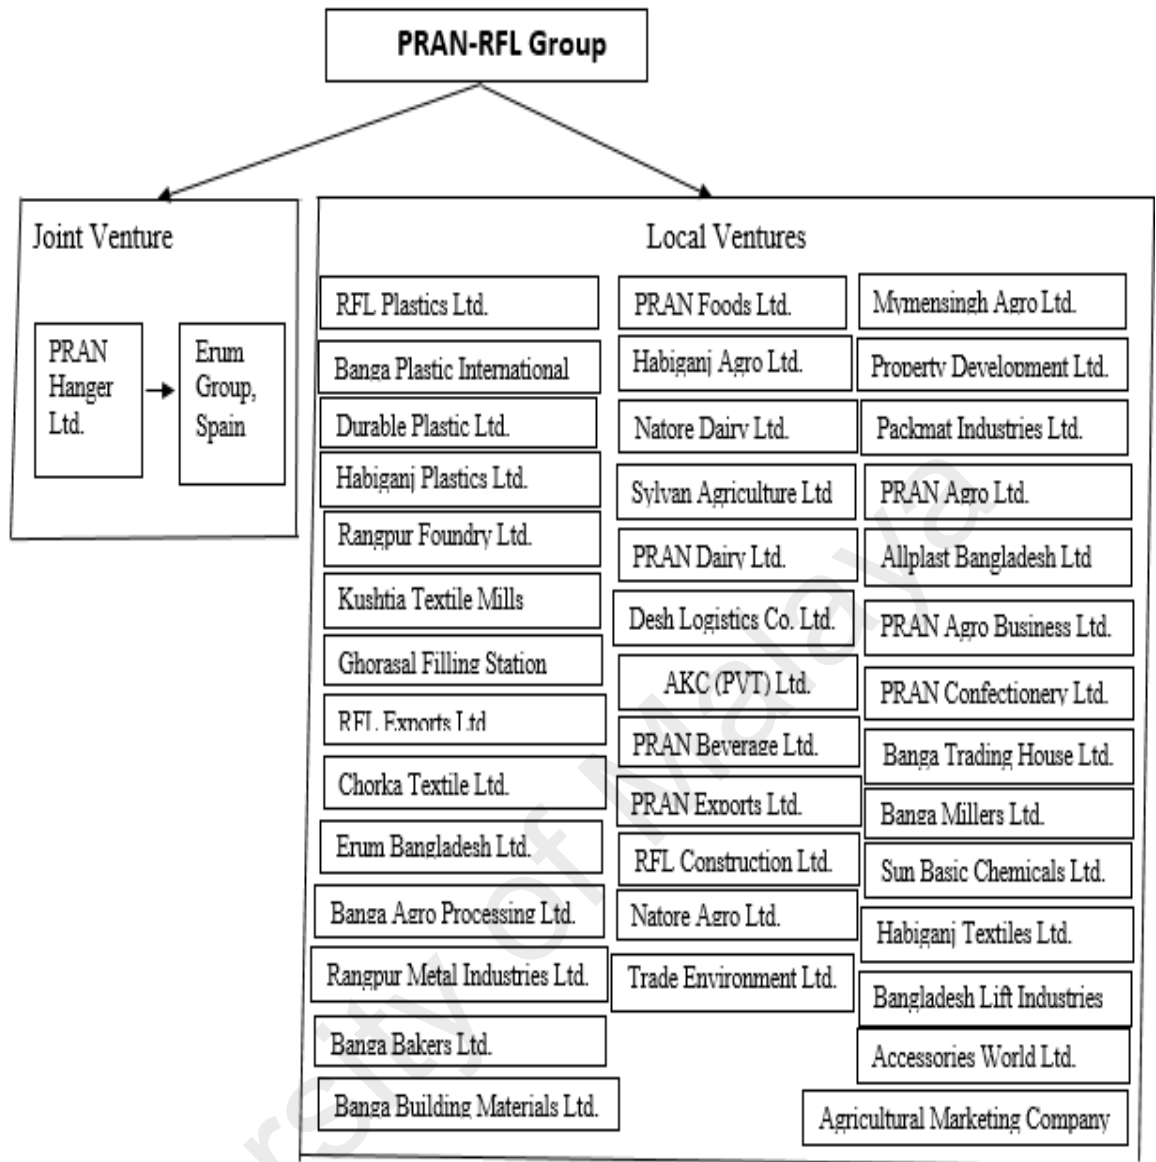 PRAN-RFL Group
Joint Venture
PRAN
Hanger
Ltd.
Erum
Group,
Spain
Local Ventures
RFL Plastics Ltd.
Banga Plastic International
Durable Plastic Ltd.
Habiganj Plastics Ltd.
Rangpur Foundry Ltd.
Kushtia Textile Mills
Ghorasal Filling Station
RFL Exports Ltd
Chorka Textile Ltd.
Erum Bangladesh Ltd.
Banga Agro Processing Ltd.
Rangpur Metal Industries Ltd.
Banga Bakers Ltd.
Banga Building Materials Ltd.
PRAN Foods Ltd.
Habiganj Agro Ltd.
Natore Dairy Ltd.
Sylvan Agriculture Ltd
PRAN Dairy Ltd.
Desh Logistics Co. Ltd.
AKC (PVT) Ltd.
PRAN Beverage Ltd.
PRAN Exports Ltd.
RFL Construction Ltd.
Natore Agro Ltd.
Trade Environment Ltd.
Mymensingh Agro Ltd.
Property Development Ltd.
Packmat Industries Ltd.
PRAN Agro Ltd.
Allplast Bangladesh Ltd
PRAN Agro Business Ltd.
PRAN Confectionery Ltd.
Banga Trading House Ltd.
Banga Millers Ltd.
Sun Basic Chemicals Ltd.
Habiganj Textiles Ltd.
Bangladesh Lift Industries
Accessories World Ltd.
Agricultural Marketing Company
rsity of Malaya